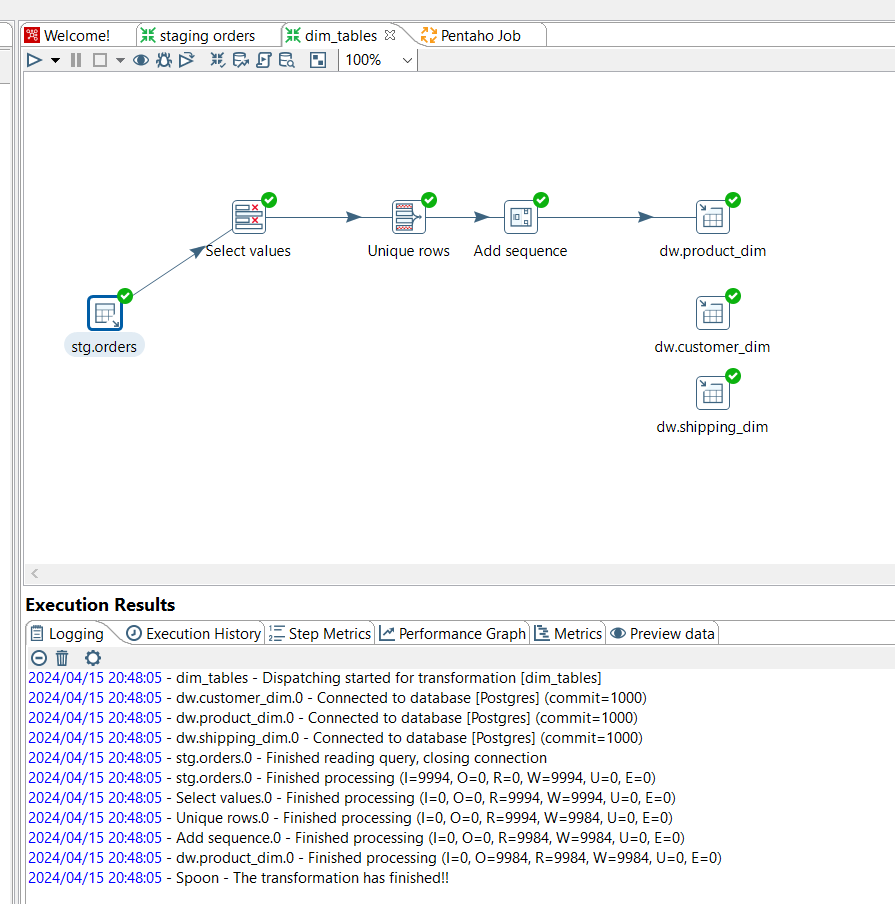 Welcome! staging orders dim_tables Pentaho Job
100%
Select values Unique rows Add sequence dw.product_dim
stg.orders dw.customer_dim
dw.shipping_dim
Execution Results
Logging Execution History Step Metrics Performance Graph Metrics Preview data
2024/04/15 20:48:05 - dim_tables - Dispatching started for transformation [dim_tables]
2024/04/15 20:48:05 - dw.customer_dim.0 - Connected to database [Postgres] (commit=1000)
2024/04/15 20:48:05 - dw.product_dim.0 - Connected to database [Postgres] (commit=1000)
2024/04/15 20:48:05 - dw.shipping_dim.0 - Connected to database [Postgres] (commit=1000)
2024/04/15 20:48:05 - stg.orders.0 - Finished reading query, closing connection
2024/04/15 20:48:05 - stg.orders.0 - Finished processing (I=9994, O=0, R=0, W=9994, U=0, E=0)
2024/04/15 20:48:05 - Select values.0 - Finished processing (I=0, O=0, R=9994, W=9994, U=0, E=0)
2024/04/15 20:48:05 - Unique rows.0 - Finished processing (I=0, O=0, R=9994, W=9984, U=0, E=0)
2024/04/15 20:48:05 - Add sequence.0 - Finished processing (I=0, O=0, R=9984, W=9984, U=0, E=0)
2024/04/15 20:48:05 - dw.product_dim.0 - Finished processing (I=0, O=9984, R=9984, W=9984, U=0, E=0)
2024/04/15 20:48:05 - Spoon - The transformation has finished!!